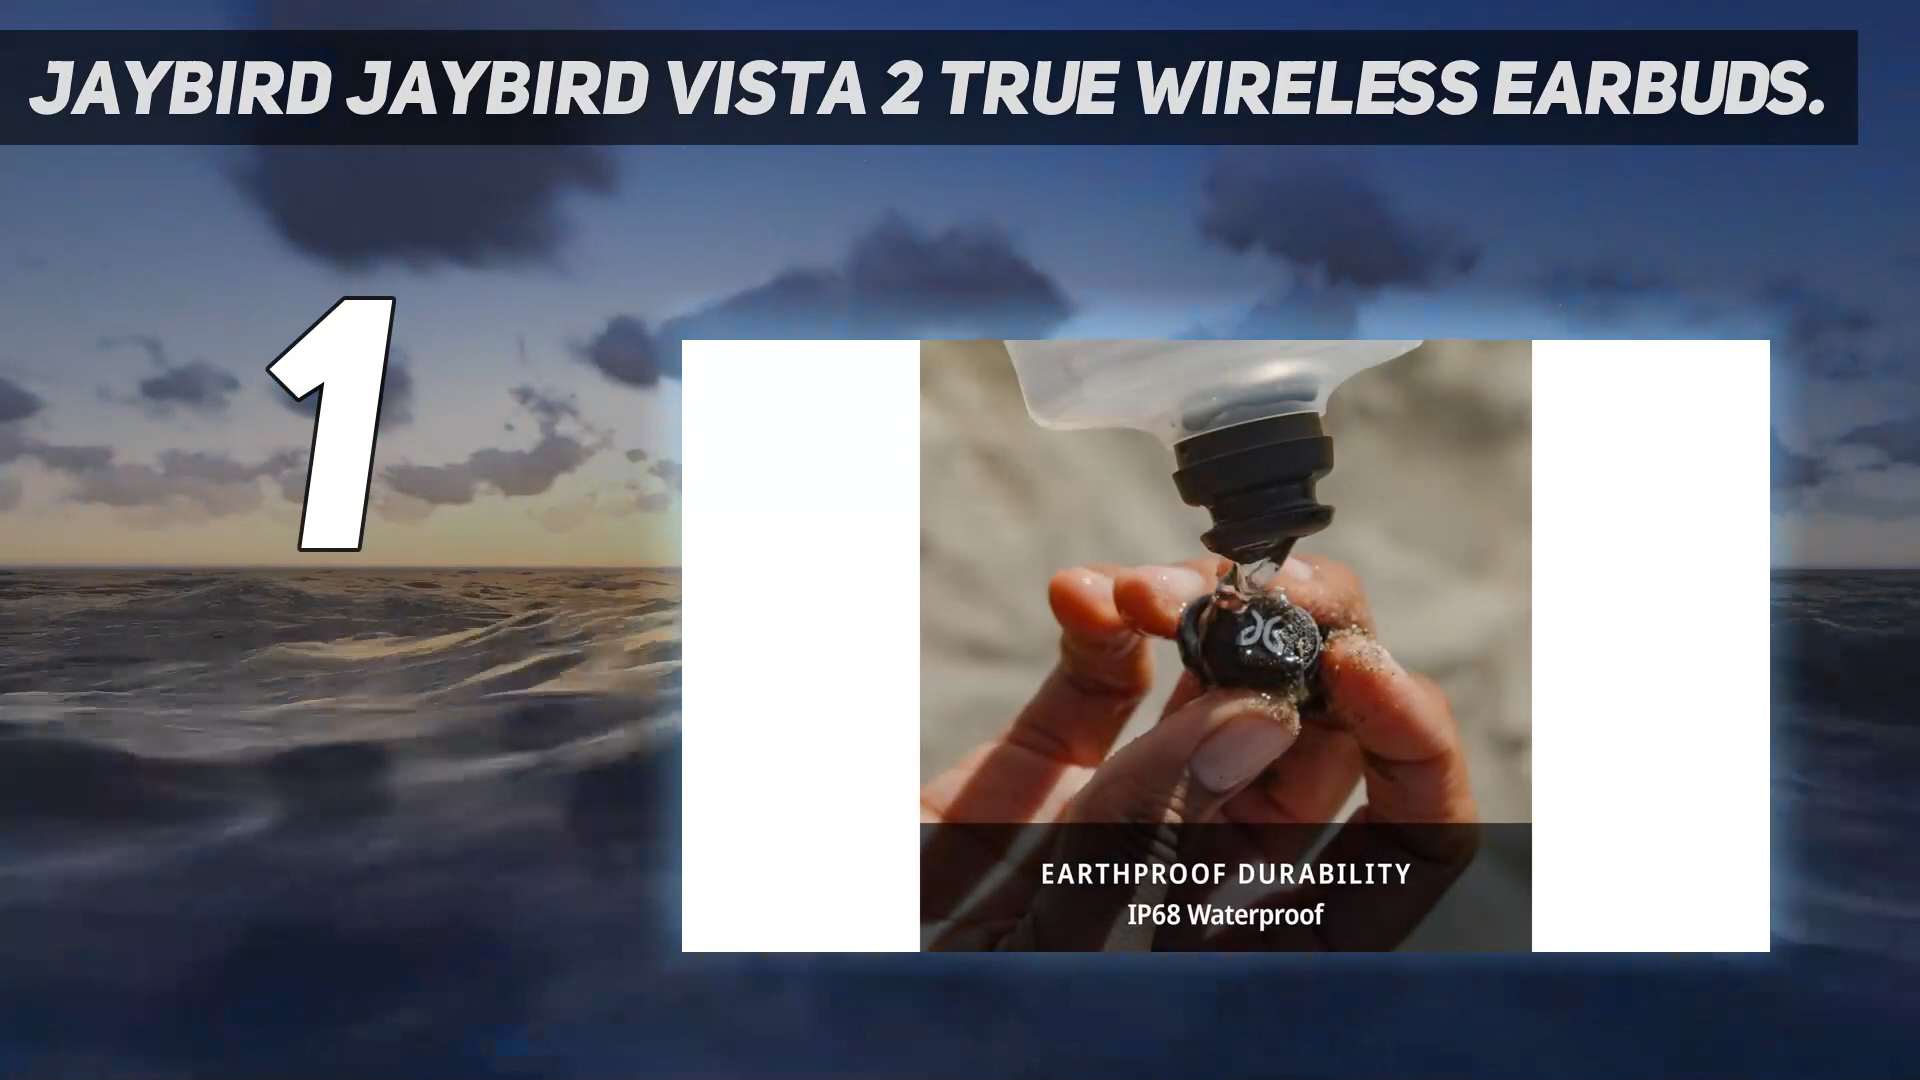 JAYBIRD JAYBIRD VISTA 2 TRUE WIRELESS EARBUDS.
1
EARTHPROOF DURABILITY
IP68 Waterproof